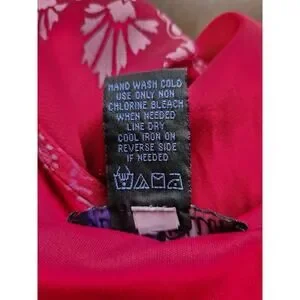 HAND WASH COLD
USE ONLY NON
CHLORINE BLEACH
WHEN NEEDED
LINE DRY
COOL IRON ON
REVERSE SIDE
IF NEEDED